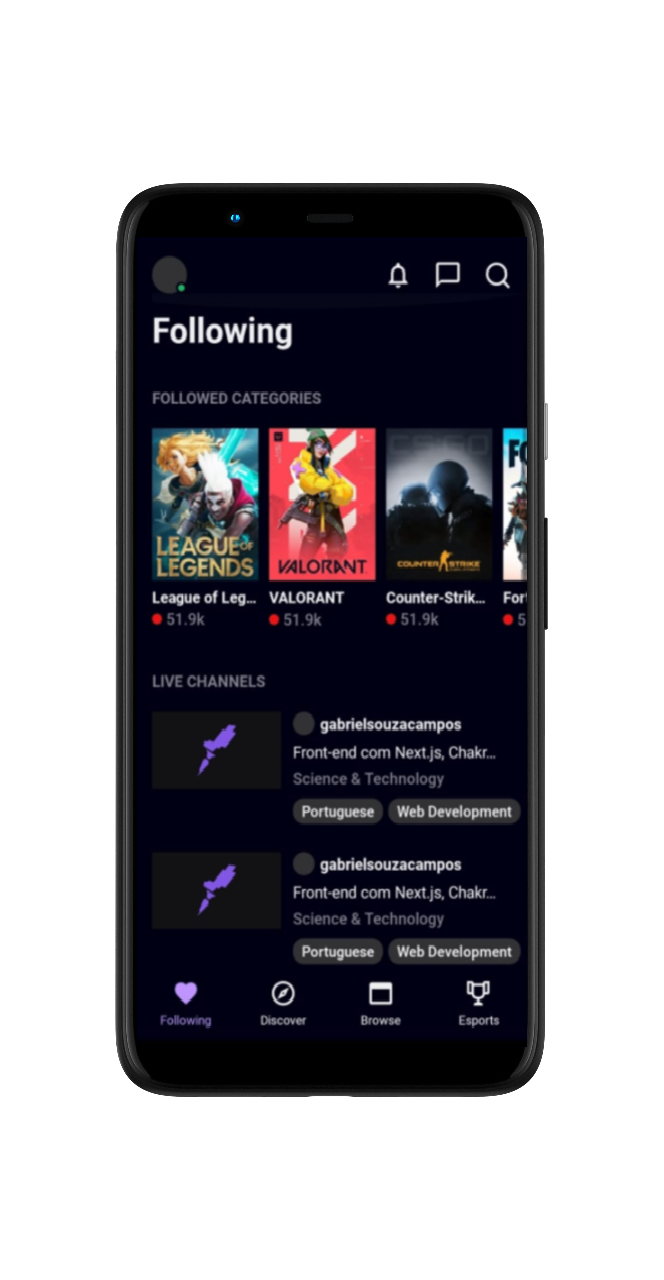 Following
FOLLOWED CATEGORIES
LEAGUE OF
LEGENDS
VALORANT
CS:GO
COUNTER STRIKE
FO
League of Leg...
VALORANT
Counter-Strik...
Fort
51.9k
51.9k
51.9k
5
LIVE CHANNELS
gabrielsouzacampos
Front-end com Next.js, Chakr...
Science & Technology
Portuguese
Web Development
gabrielsouzacampos
Front-end com Next.js, Chakr...
Science & Technology
Portuguese
Web Development
Following
Discover
Browse
Esports